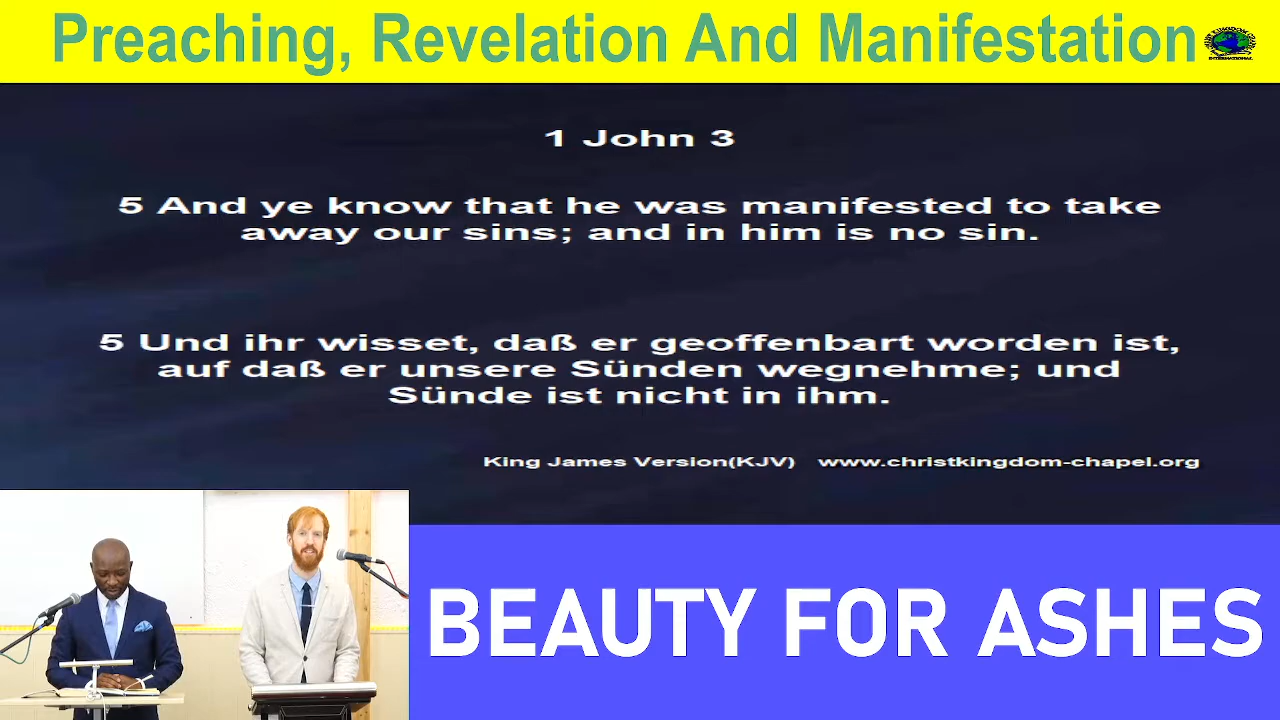 Preaching, Revelation And Manifestation
INTERNATIONAL
1 John 3
5 And ye know that he was manifested to take
away our sins; and in him is no sin.
5 Und ihr wisset, daß er geoffenbart worden ist,
auf daß er unsere Sünden wegnehme; und
Sünde ist nicht in ihm.
King James Version(KJV) www.christkingdom-chapel.org
BEAUTY FOR ASHES